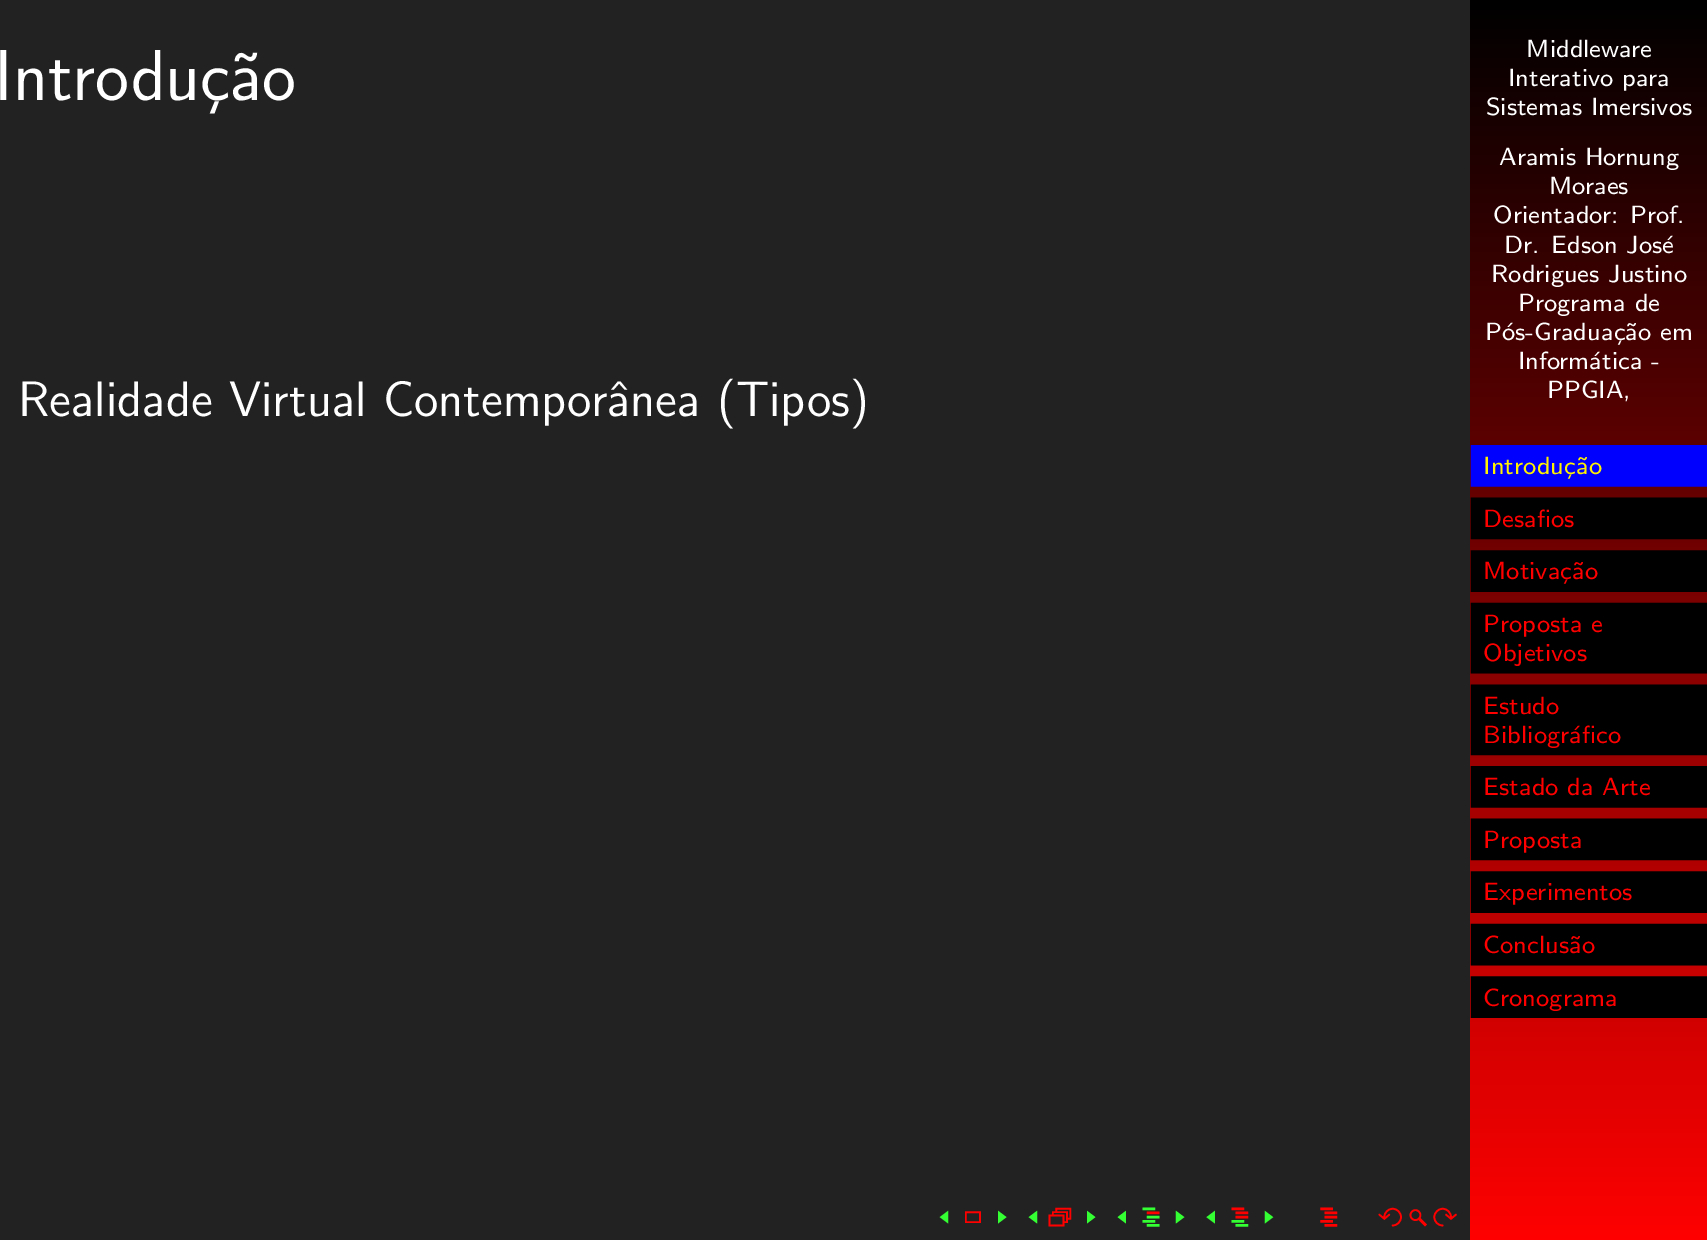 Introdução
Realidade Virtual Contemporânea (Tipos)
Middleware
Interativo para
Sistemas Imersivos
Aramis Hornung
Moraes
Orientador: Prof.
Dr. Edson José
Rodrigues Justino
Programa de
Pós-Graduação em
Informática -
PPGIA,
Introdução
Desafios
Motivação
Proposta e
Objetivos
Estudo
Bibliográfico
Estado da Arte
Proposta
Experimentos
Conclusão
Cronograma